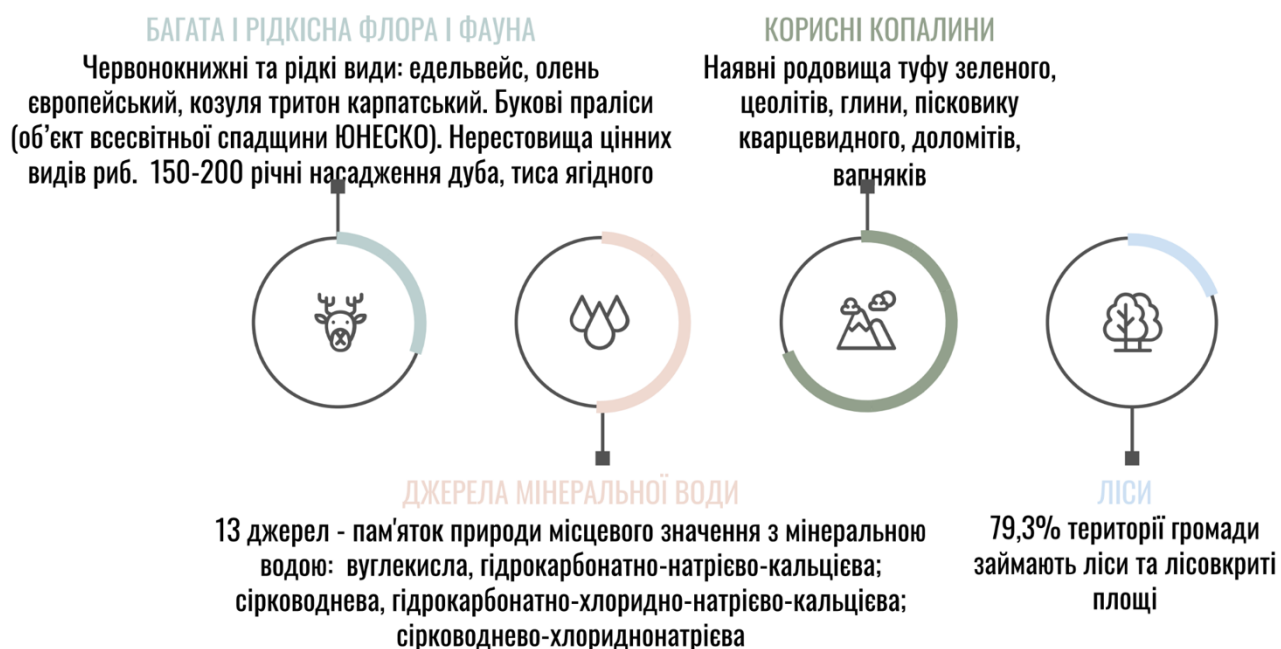 БАГАТА І РІДКІСНА ФЛОРА І ФАУНА
Червонокнижні та рідкі види: едельвейс, олень
європейський, козуля тритон карпатський. Букові праліси
(об’єкт всесвітньої спадщини ЮНЕСКО). Нерестовища цінних
видів риб. 150-200 річні насадження дуба, тиса ягідного
КОРИСНІ КОПАЛИНИ
Наявні родовища туфу зеленого,
цеолітів, глини, пісковику
кварцевидного, доломітів,
вапняків
ДЖЕРЕЛА МІНЕРАЛЬНОЇ ВОДИ
13 джерел - пам'яток природи місцевого значення з мінеральною
водою: вуглекисла, гідрокарбонатно-натрієво-кальцієва;
сірководнева, гідрокарбонатно-хлоридно-натрієво-кальцієва;
сірководнево-хлориднонатрієва
ЛІСИ
79,3% території громади
займають ліси та лісовкриті
площі